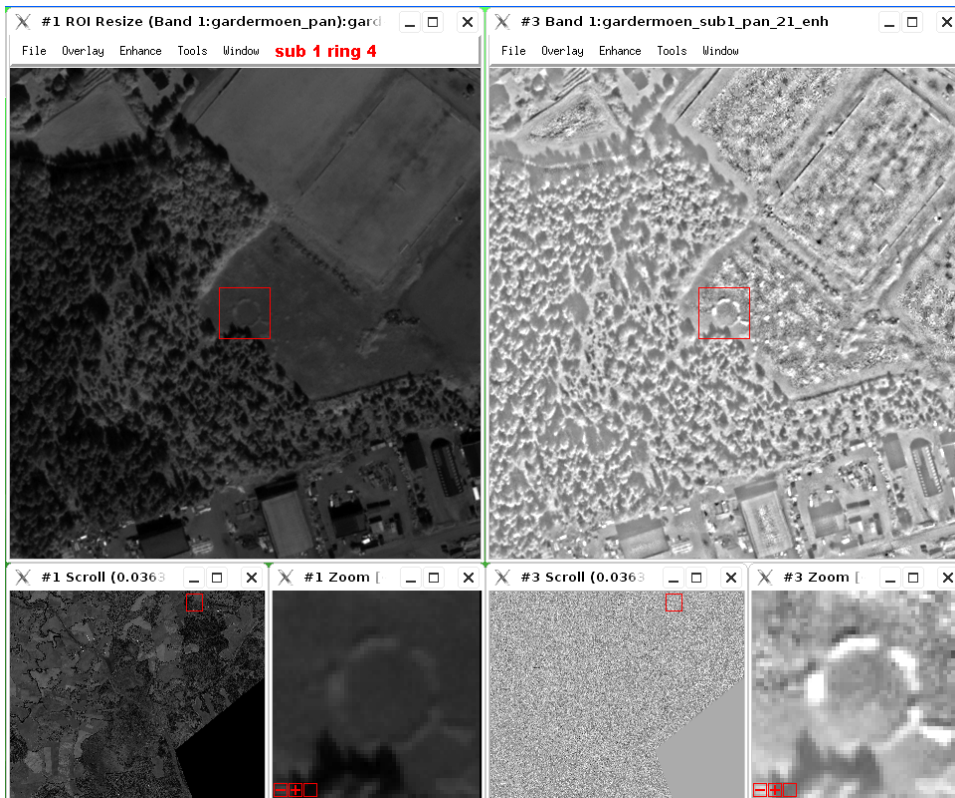 #1 ROI Resize (Band 1:gardermoen_pan):gard
File Overlay Enhance Tools Window sub 1 ring 4
#3 Band 1:gardermoen_sub1_pan_21_enh
File Overlay Enhance Tools Window
#1 Scroll (0.0363
#1 Zoom [
#3 Scroll (0.0363
#3 Zoom [